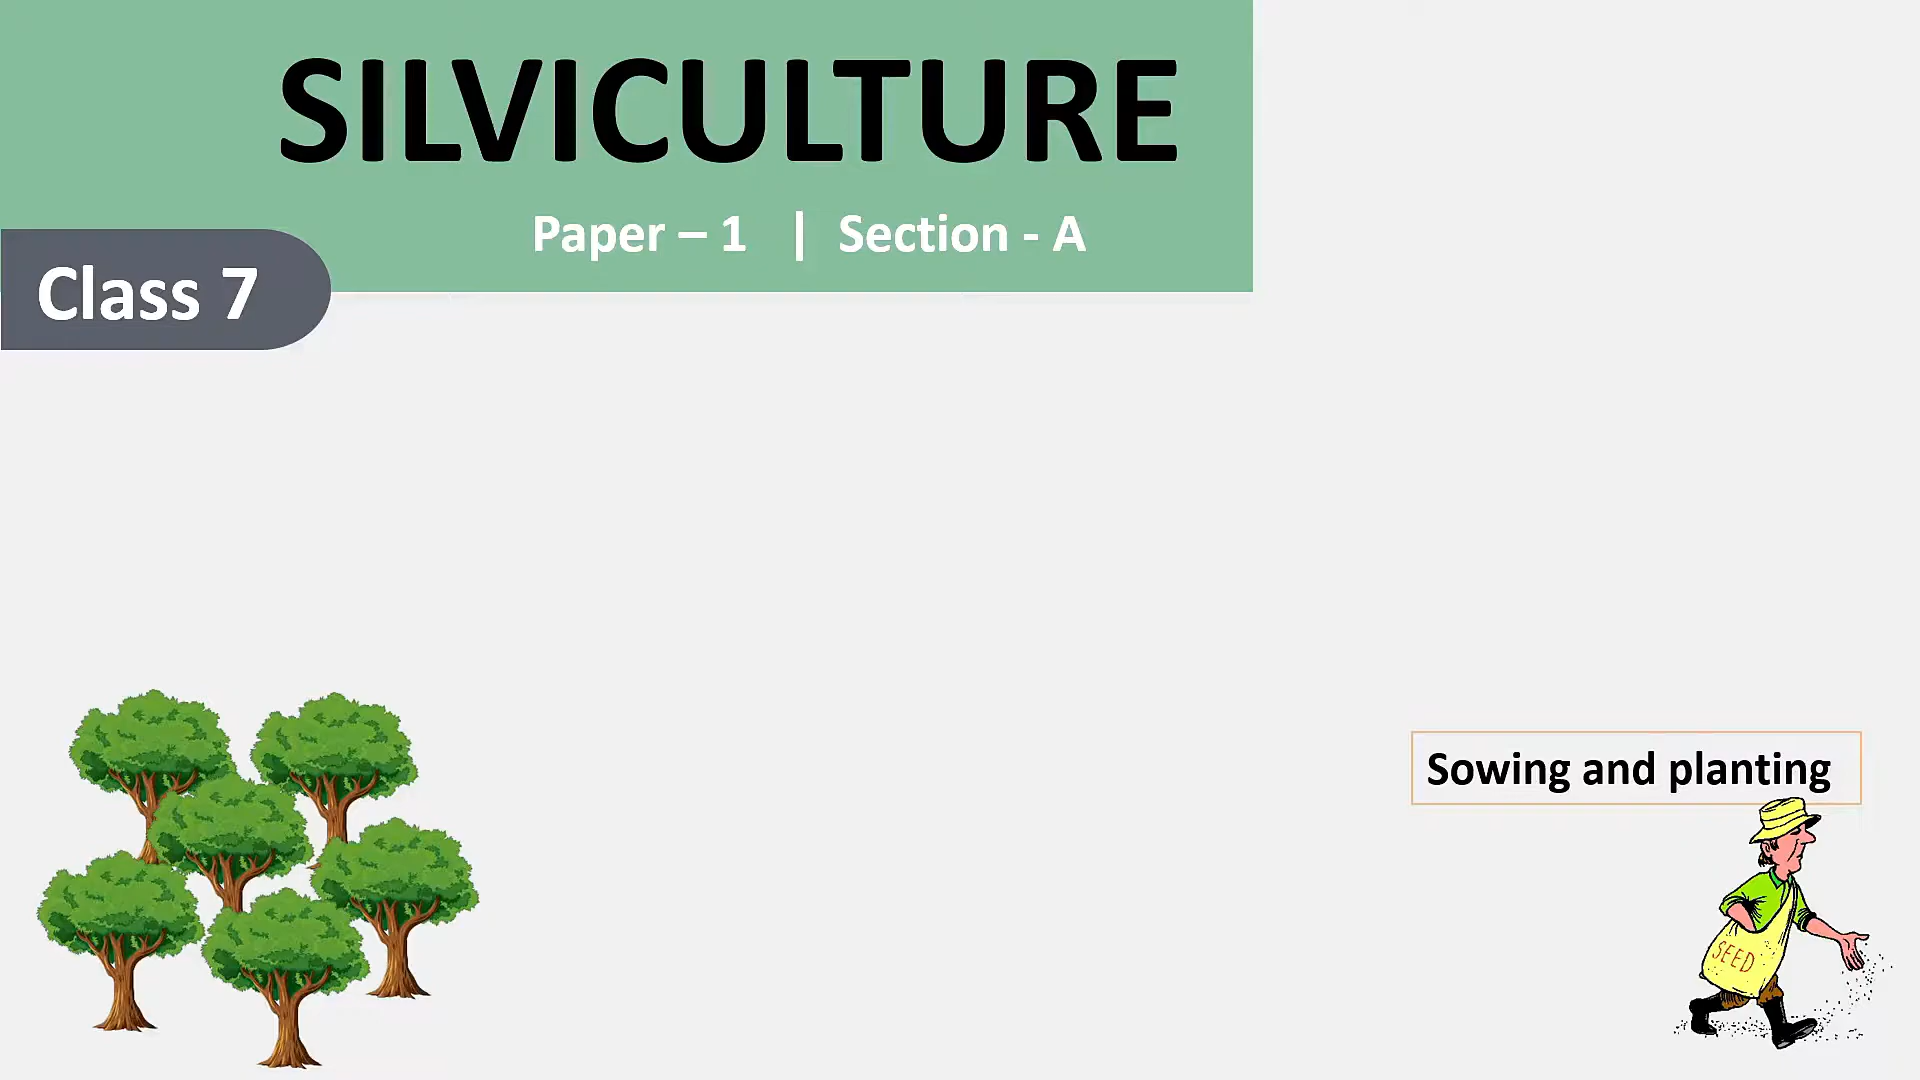 SILVICULTURE
Paper – 1 | Section - A
Class 7
Sowing and planting
SEED